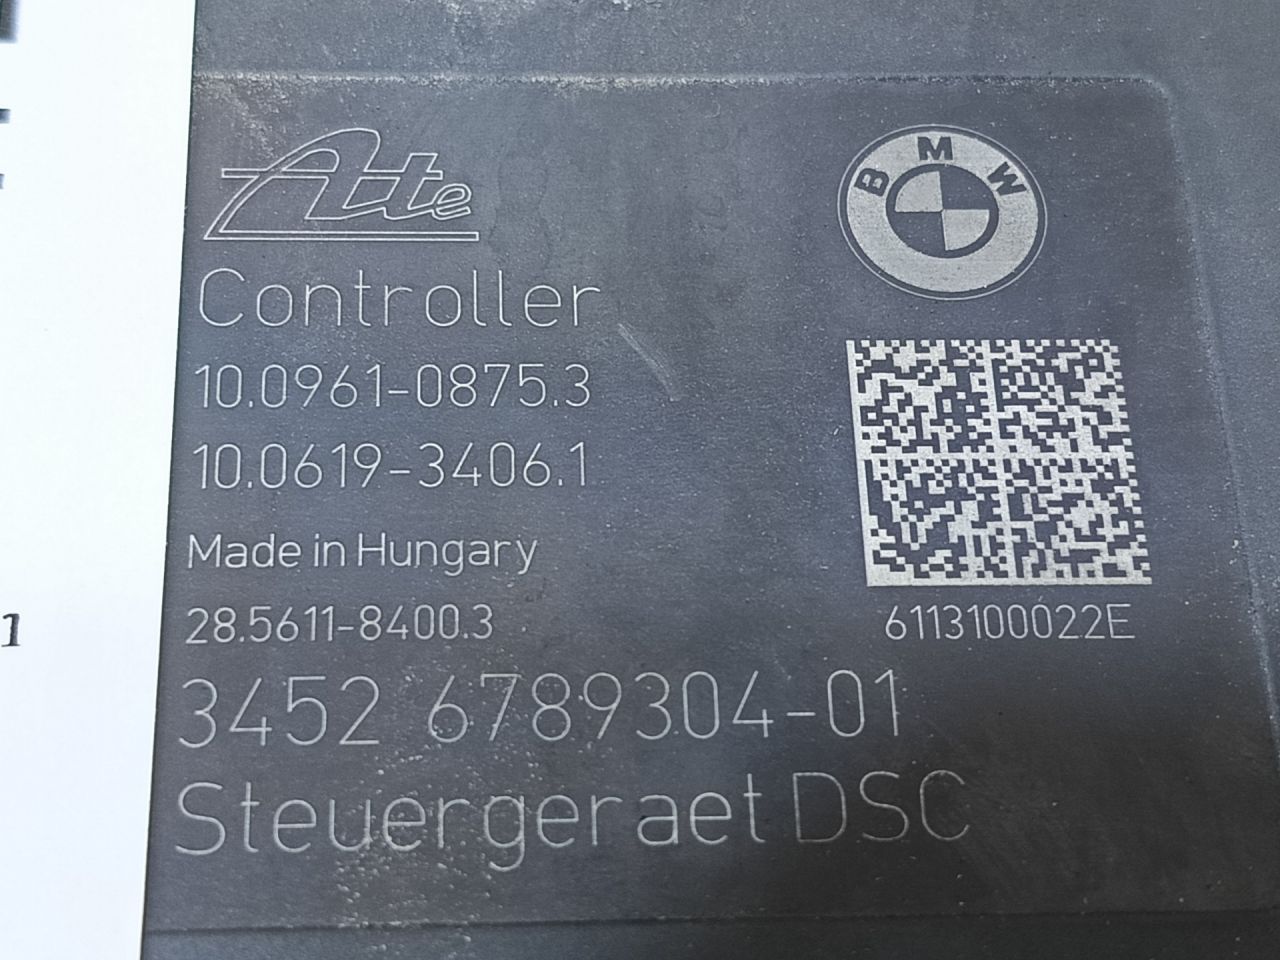 Ate
BMW
Controller
10.0961-0875.3
10.0619-3406.1
Made in Hungary
28.5611-8400.3
6113100022E
3452 6789304-01
Steuergeraet DSC
1